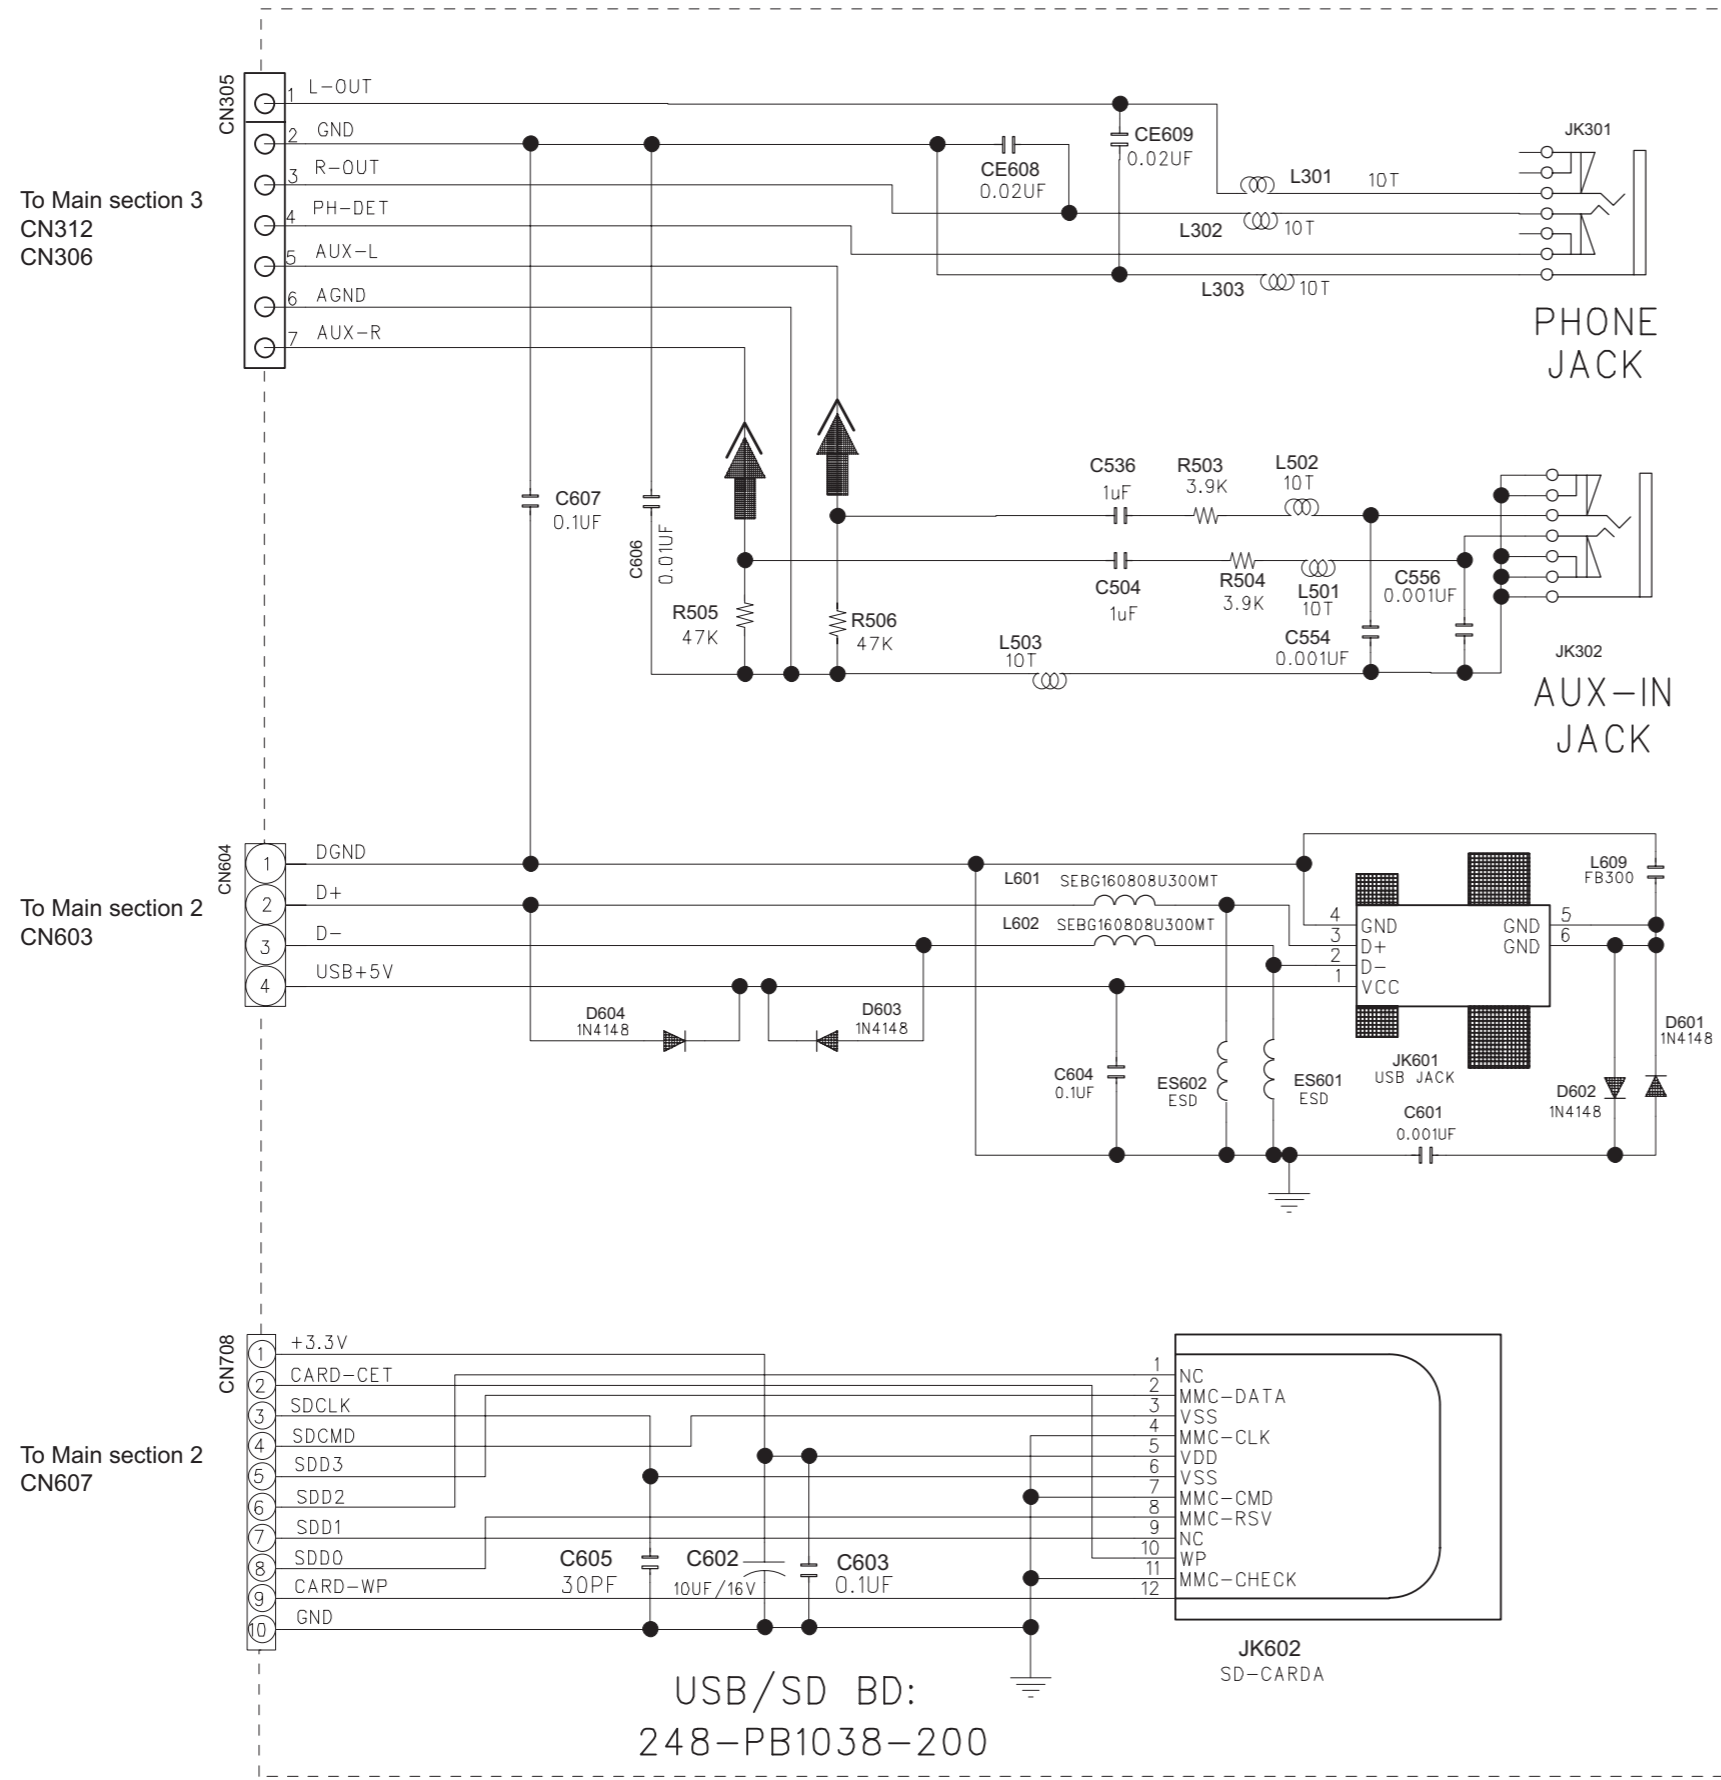 To Main section 3
CN312
CN306
CN305
1 L-OUT
2 GND
3 R-OUT
4 PH-DET
5 AUX-L
6 AGND
7 AUX-R
CE608
0.02UF
CE609
0.02UF
L301 10T
L302 10T
L303 10T
JK301
PHONE
JACK
C607
0.1UF
C606
0.01UF
R505
47K
R506
47K
C536
1uF
R503
3.9K
L502
10T
C504
1uF
R504
3.9K
L501
10T
C556
0.001UF
C554
0.001UF
L503
10T
JK302
AUX-IN
JACK
To Main section 2
CN603
CN604
1 DGND
2 D+
3 D-
4 USB+5V
L601 SEBG160808U300MT
L602 SEBG160808U300MT
D604
1N4148
D603
1N4148
C604
0.1UF
ES602
ESD
ES601
ESD
4 GND
3 D+
2 D-
1 VCC
GND 5
GND 6
L609
FB300
JK601
USB JACK
D601
1N4148
D602
1N4148
C601
0.001UF
To Main section 2
CN607
CN708
1 +3.3V
2 CARD-CET
3 SDCLK
4 SDCMD
5 SDD3
6 SDD2
7 SDD1
8 SDD0
9 CARD-WP
10 GND
C605
30PF
C602
10UF/16V
C603
0.1UF
1 NC
2 MMC-DATA
3 VSS
4 MMC-CLK
5 VDD
6 VSS
7 MMC-CMD
8 MMC-RSV
9 NC
10 WP
11 MMC-CHECK
12
JK602
SD-CARDA
USB/SD BD:
248-PB1038-200